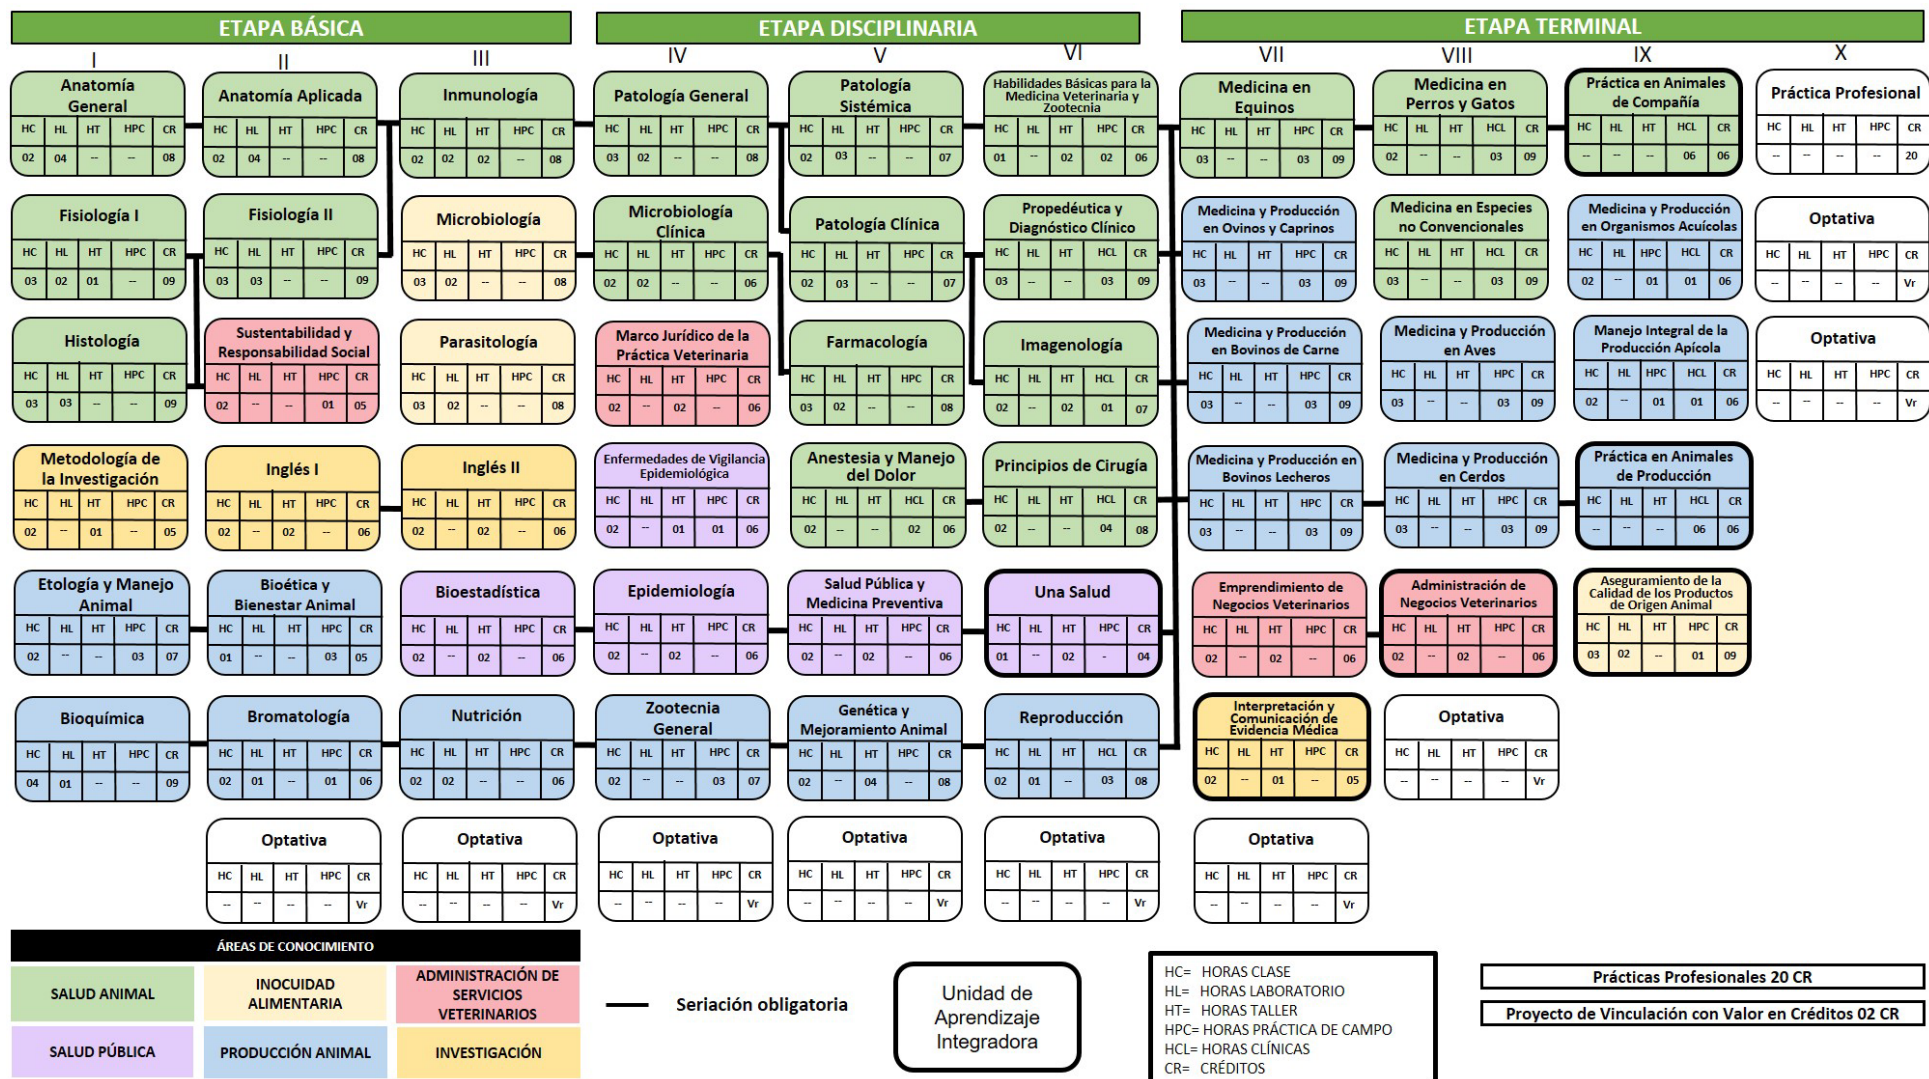 ETAPA BÁSICA
ETAPA DISCIPLINARIA
ETAPA TERMINAL
I II III IV V VI VII VIII IX X
Anatomía
General
HC HL HT HPC CR
02 04 -- -- 08
Anatomía Aplicada
HC HL HT HPC CR
02 04 -- -- 08
Inmunología
HC HL HT HPC CR
02 02 02 -- 08
Patología General
HC HL HT HPC CR
03 02 -- -- 08
Patología
Sistémica
HC HL HT HPC CR
02 03 -- -- 07
Habilidades Básicas para la
Medicina Veterinaria y
Zootecnia
HC HL HT HPC CR
01 -- 02 02 06
Medicina en
Equinos
HC HL HT HPC CR
03 -- -- 03 09
Medicina en
Perros y Gatos
HC HL HT HCL CR
02 -- -- 03 09
Práctica en Animales
de Compañía
HC HL HT HCL CR
-- -- -- 06 06
Práctica Profesional
HC HL HT HPC CR
-- -- -- -- 20
Fisiología I
HC HL HT HPC CR
03 02 01 -- 09
Fisiología II
HC HL HT HPC CR
03 03 -- -- 09
Microbiología
HC HL HT HPC CR
03 02 -- -- 08
Microbiología
Clínica
HC HL HT HPC CR
02 02 -- -- 06
Patología Clínica
HC HL HT HPC CR
02 03 -- -- 07
Propedéutica y
Diagnóstico Clínico
HC HL HT HCL CR
03 -- -- 03 09
Medicina y Producción
en Ovinos y Caprinos
HC HL HT HPC CR
03 -- -- 03 09
Medicina en Especies
no Convencionales
HC HL HT HCL CR
03 -- -- 03 09
Medicina y Producción
en Organismos Acuícolas
HC HL HPC HCL CR
02 -- 01 01 06
Optativa
HC HL HT HPC CR
-- -- -- -- Vr
Histología
HC HL HT HPC CR
03 03 -- -- 09
Sustentabilidad y
Responsabilidad Social
HC HL HT HPC CR
02 -- -- 01 05
Parasitología
HC HL HT HPC CR
03 02 -- -- 08
Marco Jurídico de la
Práctica Veterinaria
HC HL HT HPC CR
02 -- 02 -- 06
Farmacología
HC HL HT HPC CR
03 02 -- -- 08
Imagenología
HC HL HT HCL CR
02 -- 02 01 07
Medicina y Producción
en Bovinos de Carne
HC HL HT HPC CR
03 -- -- 03 09
Medicina y Producción
en Aves
HC HL HT HPC CR
03 -- -- 03 09
Manejo Integral de la
Producción Apícola
HC HL HPC HCL CR
02 -- 01 01 06
Optativa
HC HL HT HPC CR
-- -- -- -- Vr
Metodología de
la Investigación
HC HL HT HPC CR
02 -- 01 -- 05
Inglés I
HC HL HT HPC CR
02 -- 02 -- 06
Inglés II
HC HL HT HPC CR
02 -- 02 -- 06
Enfermedades de Vigilancia
Epidemiológica
HC HL HT HPC CR
02 -- 01 01 06
Anestesia y Manejo
del Dolor
HC HL HT HCL CR
02 -- -- 02 06
Principios de Cirugía
HC HL HT HCL CR
02 -- -- 04 08
Medicina y Producción en
Bovinos Lecheros
HC HL HT HPC CR
03 -- -- 03 09
Medicina y Producción
en Cerdos
HC HL HT HPC CR
03 -- -- 03 09
Práctica en Animales
de Producción
HC HL HT HCL CR
-- -- -- 06 06
Etología y Manejo
Animal
HC HL HT HPC CR
02 -- -- 03 07
Bioética y
Bienestar Animal
HC HL HT HPC CR
01 -- -- 03 05
Bioestadística
HC HL HT HPC CR
02 -- 02 -- 06
Epidemiología
HC HL HT HPC CR
02 -- 02 -- 06
Salud Pública y
Medicina Preventiva
HC HL HT HPC CR
02 -- 02 -- 06
Una Salud
HC HL HT HPC CR
01 -- 02 - 04
Emprendimiento de
Negocios Veterinarios
HC HL HT HPC CR
02 -- 02 -- 06
Administración de
Negocios Veterinarios
HC HL HT HPC CR
02 -- 02 -- 06
Aseguramiento de la
Calidad de los Productos
de Origen Animal
HC HL HT HPC CR
03 02 -- 01 09
Bioquímica
HC HL HT HPC CR
04 01 -- -- 09
Bromatología
HC HL HT HPC CR
02 01 -- 01 06
Nutrición
HC HL HT HPC CR
02 02 -- -- 06
Zootecnia
General
HC HL HT HPC CR
02 -- -- 03 07
Genética y
Mejoramiento Animal
HC HL HT HPC CR
02 -- 04 -- 08
Reproducción
HC HL HT HCL CR
02 01 -- 03 08
Interpretación y
Comunicación de
Evidencia Médica
HC HL HT HPC CR
02 -- 01 -- 05
Optativa
HC HL HT HPC CR
-- -- -- -- Vr
Optativa
HC HL HT HPC CR
-- -- -- -- Vr
Optativa
HC HL HT HPC CR
-- -- -- -- Vr
Optativa
HC HL HT HPC CR
-- -- -- -- Vr
Optativa
HC HL HT HPC CR
-- -- -- -- Vr
Optativa
HC HL HT HPC CR
-- -- -- -- Vr
Optativa
HC HL HT HPC CR
-- -- -- -- Vr
ÁREAS DE CONOCIMIENTO
SALUD ANIMAL
INOCUIDAD
ALIMENTARIA
ADMINISTRACIÓN DE
SERVICIOS
VETERINARIOS
SALUD PÚBLICA
PRODUCCIÓN ANIMAL
INVESTIGACIÓN
Seriación obligatoria
Unidad de
Aprendizaje
Integradora
HC= HORAS CLASE
HL= HORAS LABORATORIO
HT= HORAS TALLER
HPC= HORAS PRÁCTICA DE CAMPO
HCL= HORAS CLÍNICAS
CR= CRÉDITOS
Prácticas Profesionales 20 CR
Proyecto de Vinculación con Valor en Créditos 02 CR